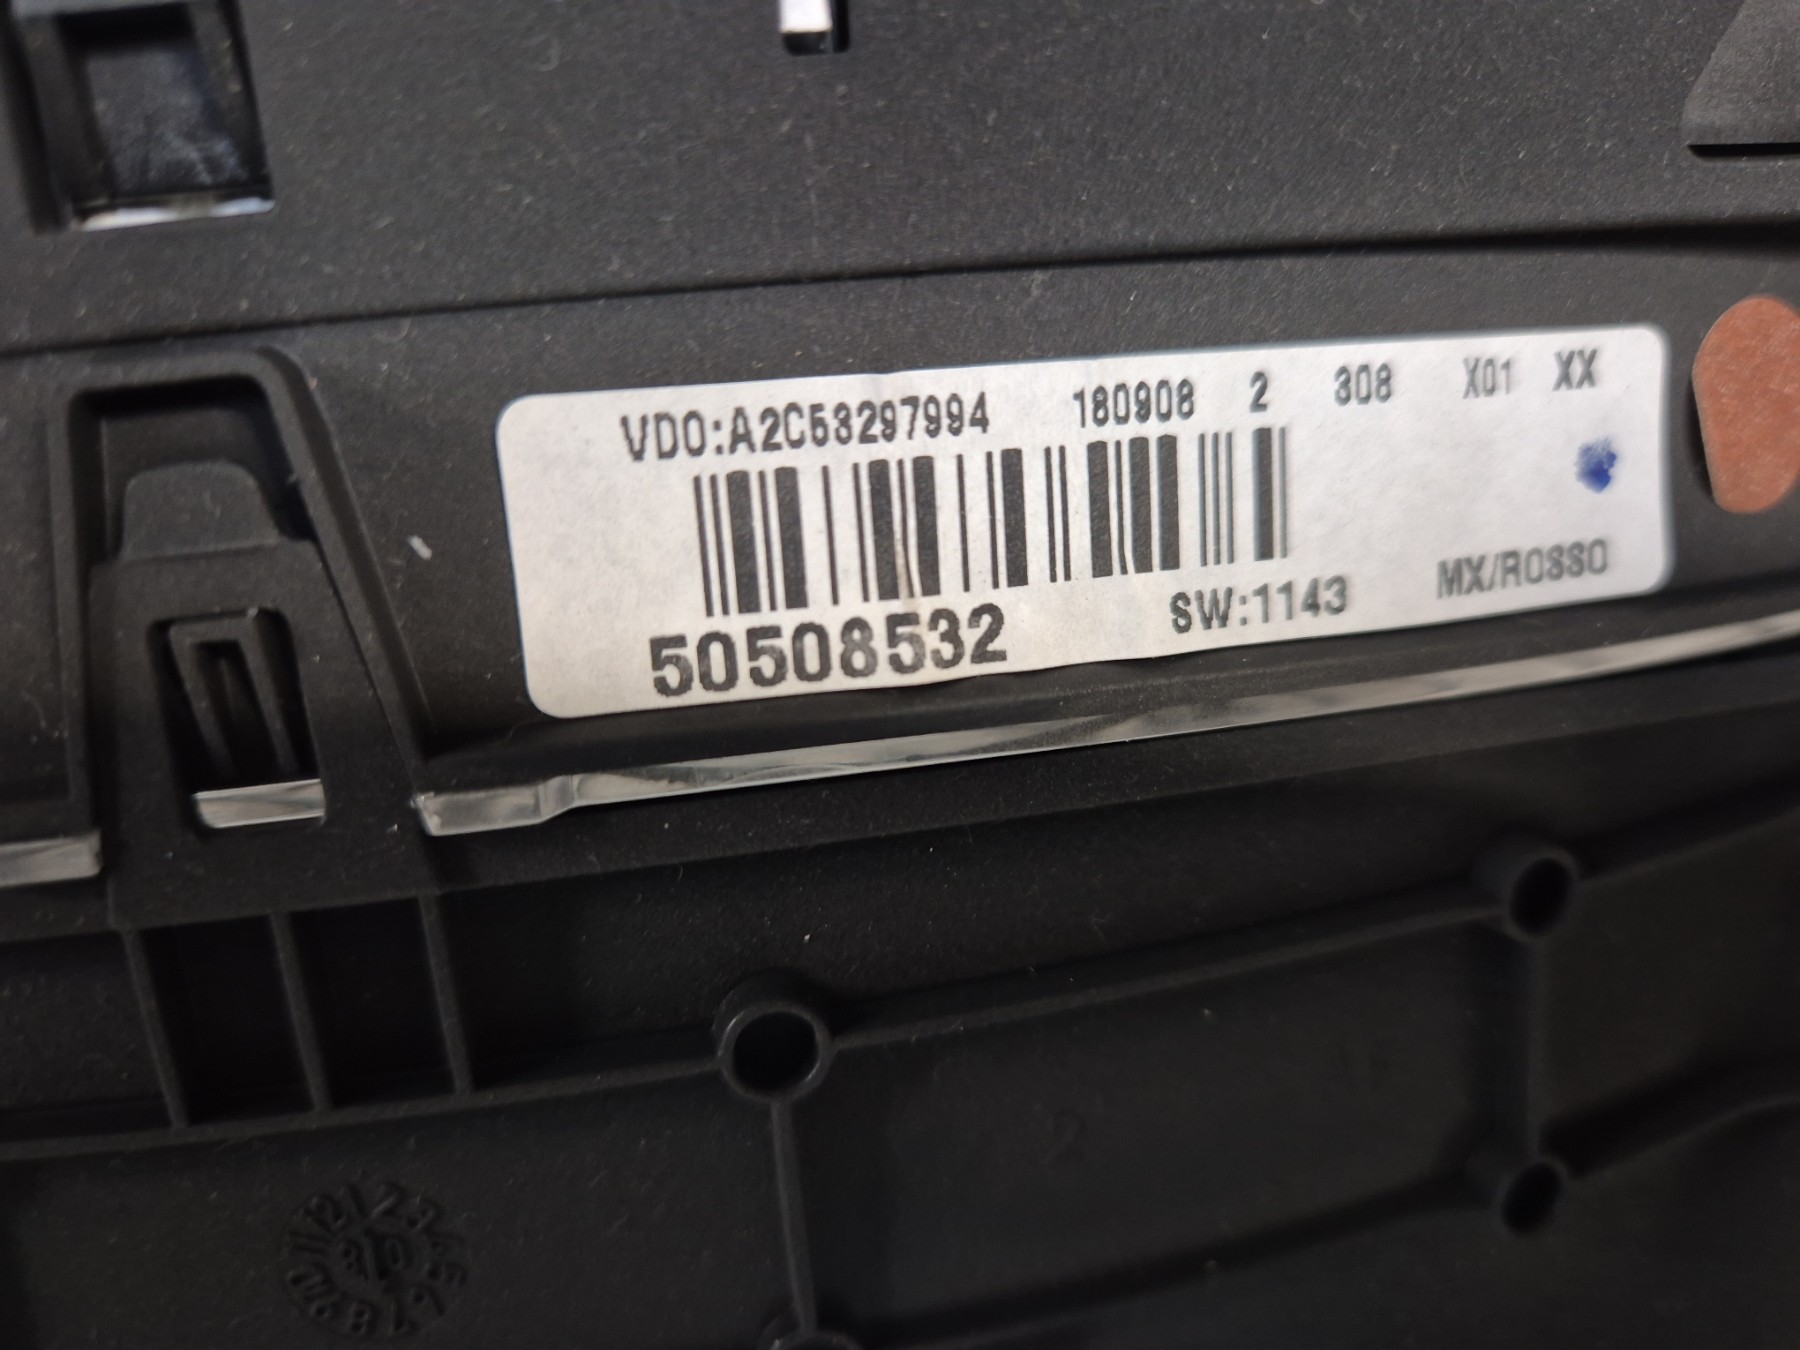 VDO:A2C53297994 180908 2 308 X01 XX
50508532 SW:1143 MX/ROSSO